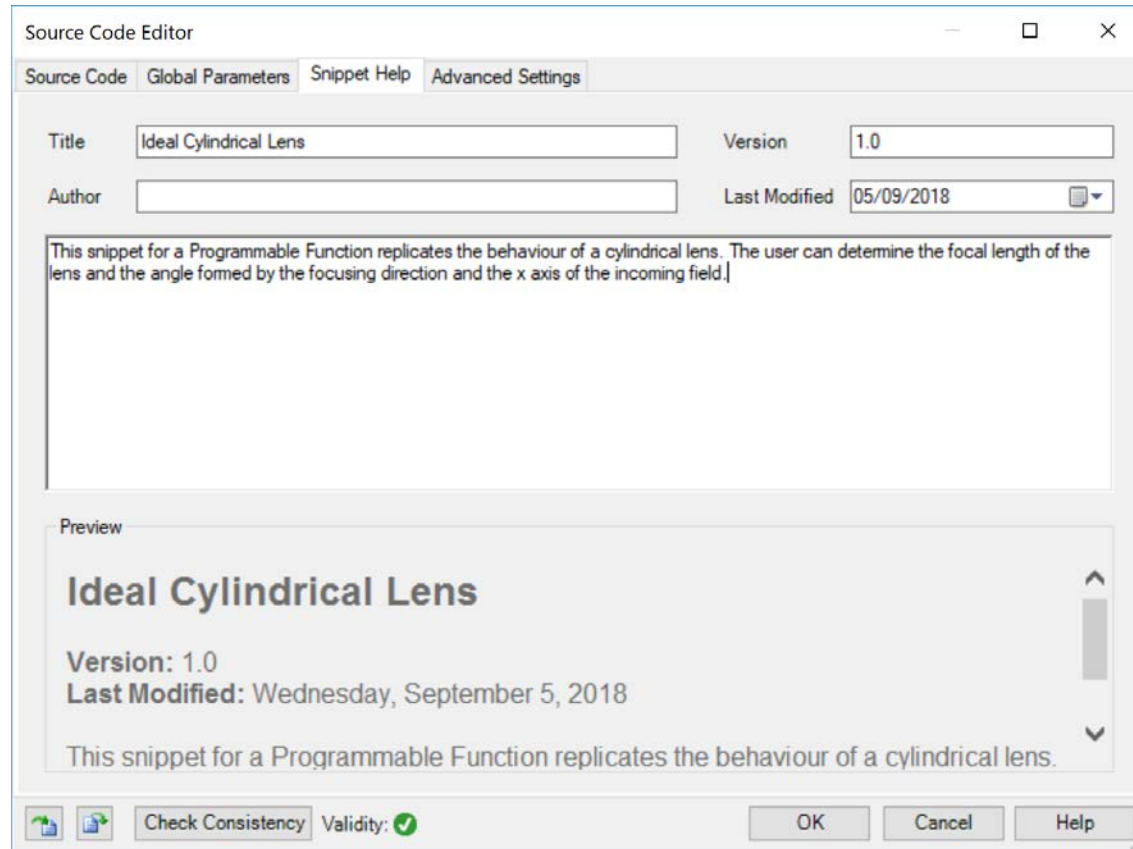 Source Code Editor
Source Code Global Parameters Snippet Help Advanced Settings
Title Ideal Cylindrical Lens Version 1.0
Author Last Modified 05/09/2018
This snippet for a Programmable Function replicates the behaviour of a cylindrical lens. The user can determine the focal length of the
lens and the angle formed by the focusing direction and the x axis of the incoming field.
Preview
Ideal Cylindrical Lens
Version: 1.0
Last Modified: Wednesday, September 5, 2018
This snippet for a Programmable Function replicates the behaviour of a cylindrical lens.
Check Consistency Validity: OK Cancel Help